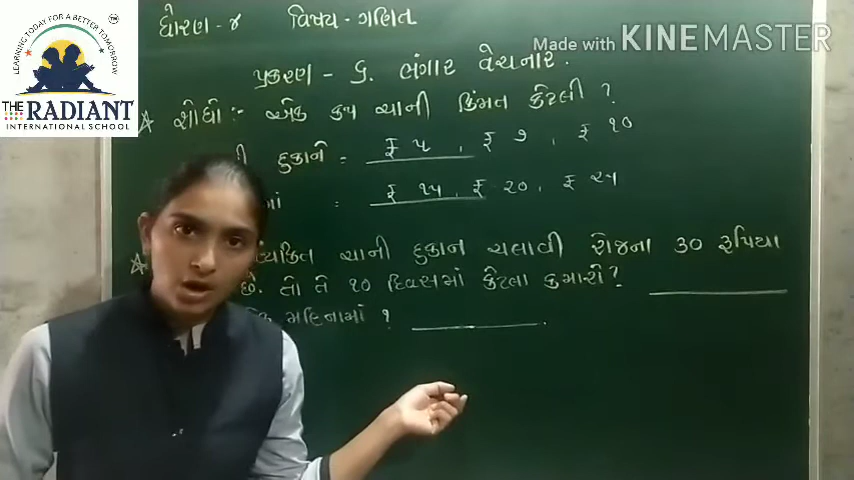 ધોરણ - ૪ વિષય - ગણિત
LEARNING TODAY FOR A BETTER TOMORROW
THE RADIANT
INTERNATIONAL SCHOOL
Made with KINEMASTER
પ્રકરણ - ૬. ભંગાર વેચનાર.
શોધો :- એક કપ ચાની કિંમત કેટલી ?
દુકાને = ₹ ૫ , ₹ ૭ , ₹ ૧૦
માં : ₹ ૧૫ , ₹ ૨૦ , ₹ ૨૫
વ્યકિત ચાની દુકાન ચલાવી રોજના ૩૦ રૂપિયા
છે. તો તે ૧૦ દિવસમાં કેટલા કમાશે?
મહિનામાં ?